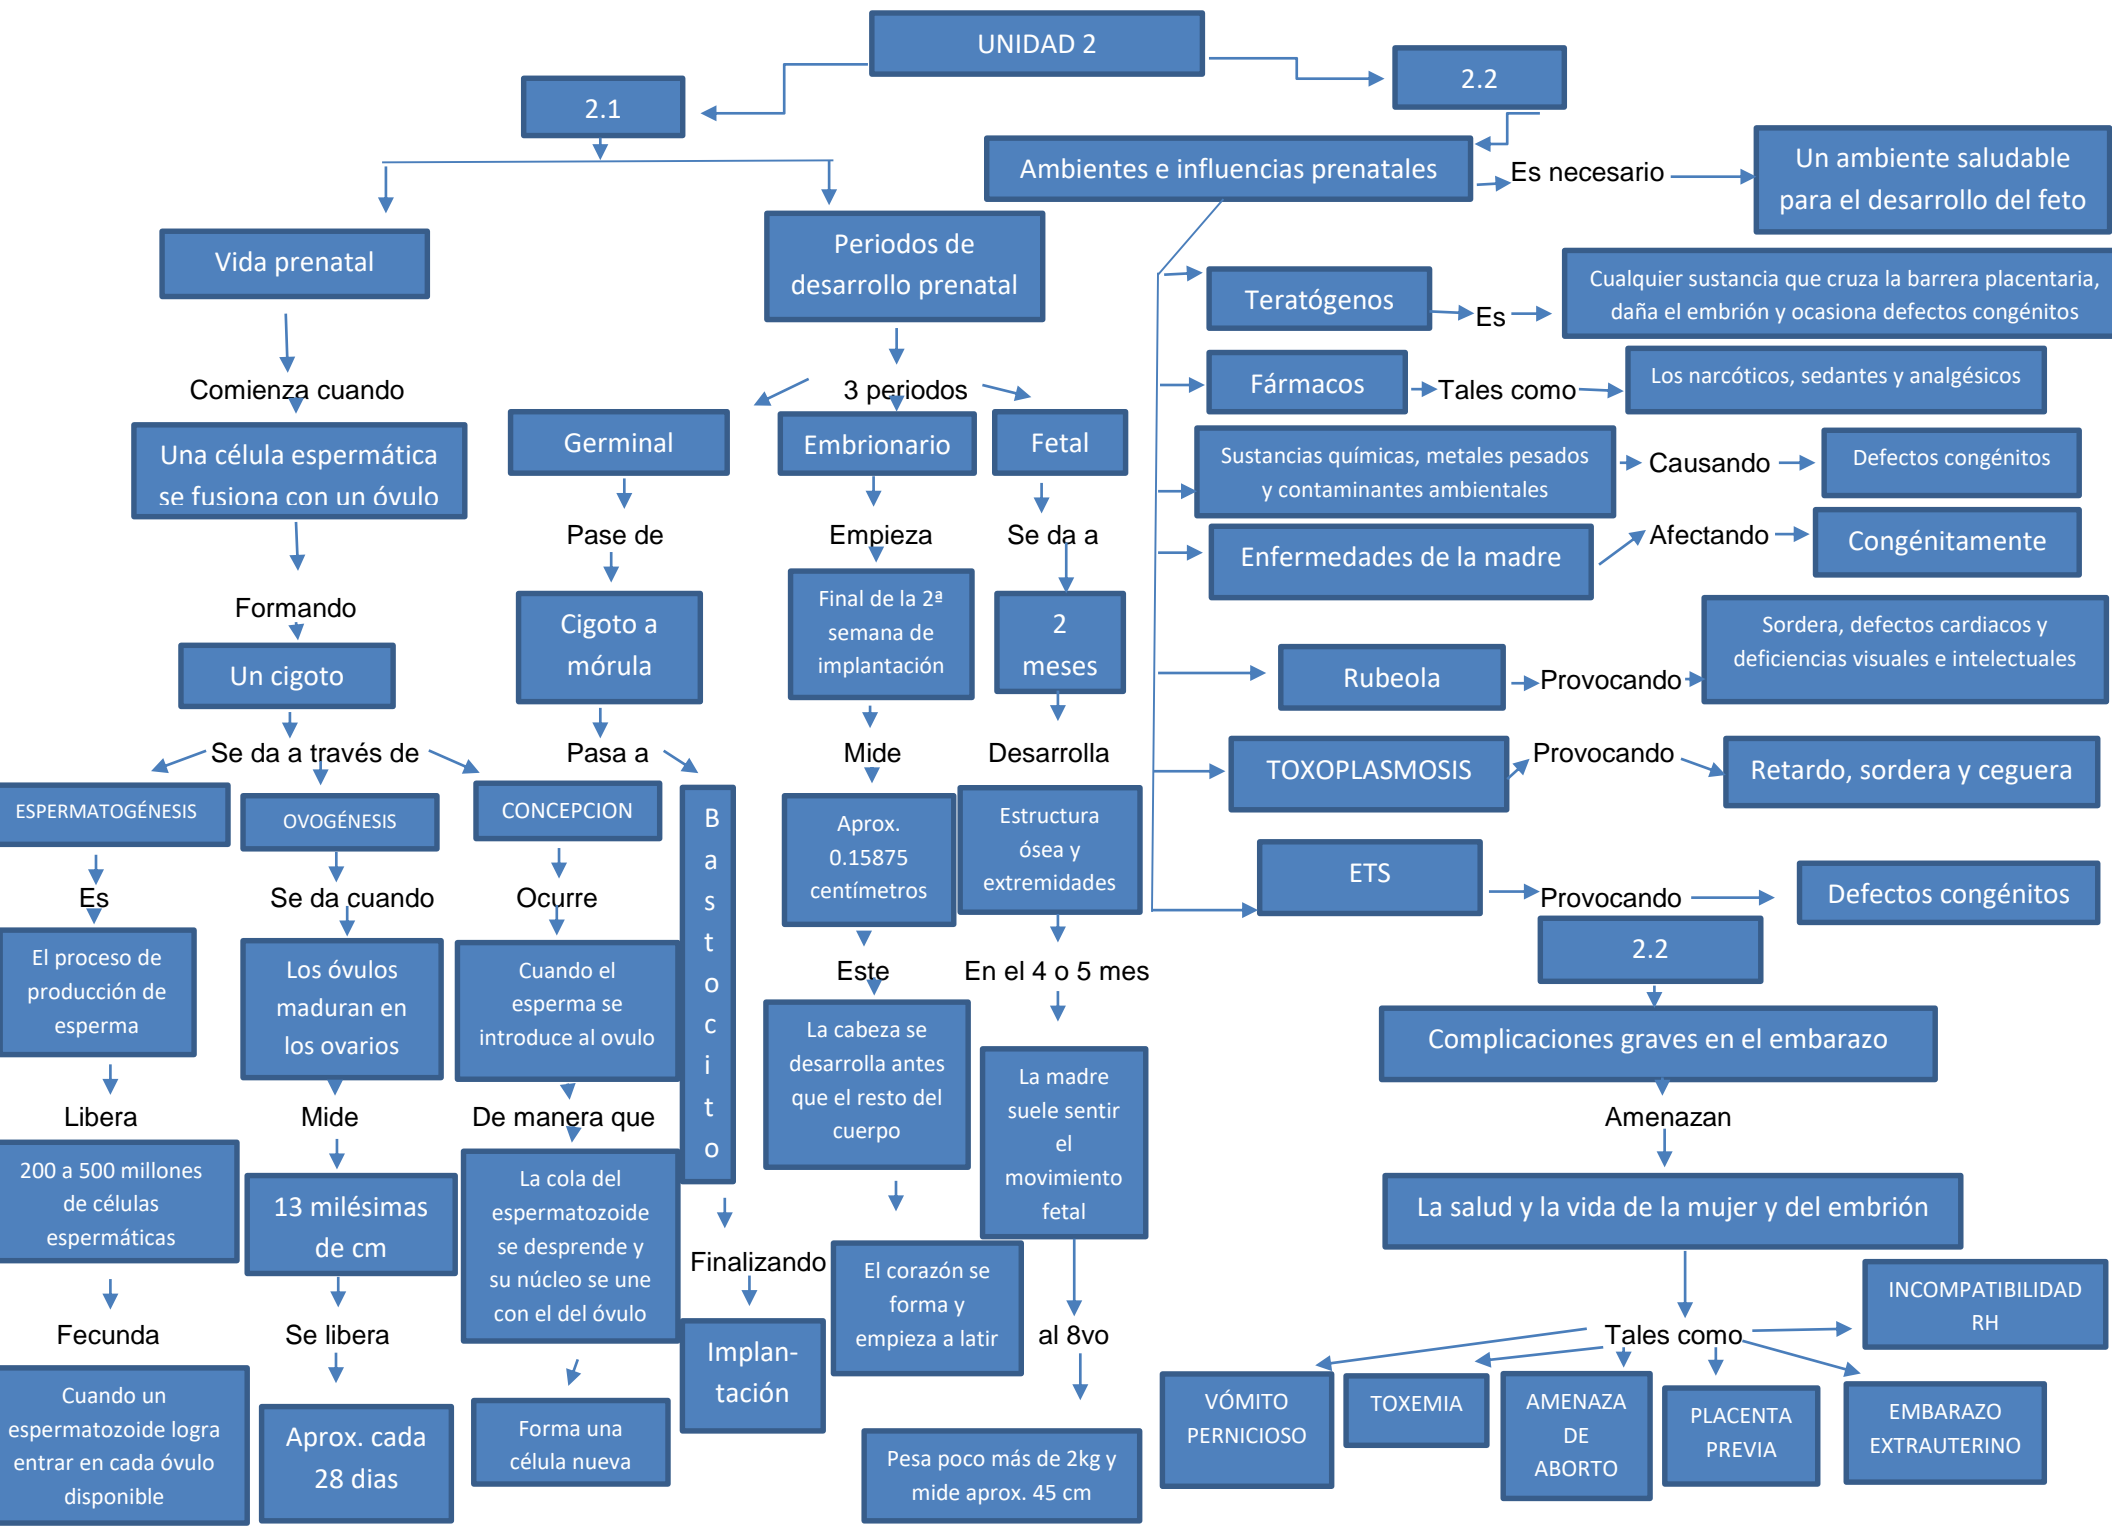 UNIDAD 2
2.1
2.2
Ambientes e influencias prenatales
Es necesario
Un ambiente saludable
para el desarrollo del feto
Vida prenatal
Periodos de
desarrollo prenatal
Comienza cuando
Una célula espermática
se fusiona con un óvulo
Formando
Un cigoto
Se da a través de
ESPERMATOGÉNESIS
Es
El proceso de
producción de
esperma
Libera
200 a 500 millones
de células
espermáticas
Fecunda
Cuando un
espermatozoide logra
entrar en cada óvulo
disponible
OVOGÉNESIS
Se da cuando
Los óvulos
maduran en
los ovarios
Mide
13 milésimas
de cm
Se libera
Aprox. cada
28 dias
CONCEPCION
Ocurre
Cuando el
esperma se
introduce al ovulo
De manera que
La cola del
espermatozoide
se desprende y
su núcleo se une
con el del óvulo
Forma una
célula nueva
3 periodos
Germinal
Pase de
Cigoto a
mórula
Pasa a
B
a
s
t
o
c
i
t
o
Finalizando
Implan-
tación
Embrionario
Empieza
Final de la 2ª
semana de
implantación
Mide
Aprox.
0.15875
centímetros
Este
La cabeza se
desarrolla antes
que el resto del
cuerpo
El corazón se
forma y
empieza a latir
Fetal
Se da a
2
meses
Desarrolla
Estructura
ósea y
extremidades
En el 4 o 5 mes
La madre
suele sentir
el
movimiento
fetal
al 8vo
Pesa poco más de 2kg y
mide aprox. 45 cm
Teratógenos
Es
Cualquier sustancia que cruza la barrera placentaria,
daña el embrión y ocasiona defectos congénitos
Fármacos
Tales como
Los narcóticos, sedantes y analgésicos
Sustancias químicas, metales pesados
y contaminantes ambientales
Causando
Defectos congénitos
Enfermedades de la madre
Afectando
Congénitamente
Rubeola
Provocando
Sordera, defectos cardiacos y
deficiencias visuales e intelectuales
TOXOPLASMOSIS
Provocando
Retardo, sordera y ceguera
ETS
Provocando
Defectos congénitos
2.2
Complicaciones graves en el embarazo
Amenazan
La salud y la vida de la mujer y del embrión
Tales como
INCOMPATIBILIDAD
RH
VÓMITO
PERNICIOSO
TOXEMIA
AMENAZA
DE
ABORTO
PLACENTA
PREVIA
EMBARAZO
EXTRAUTERINO